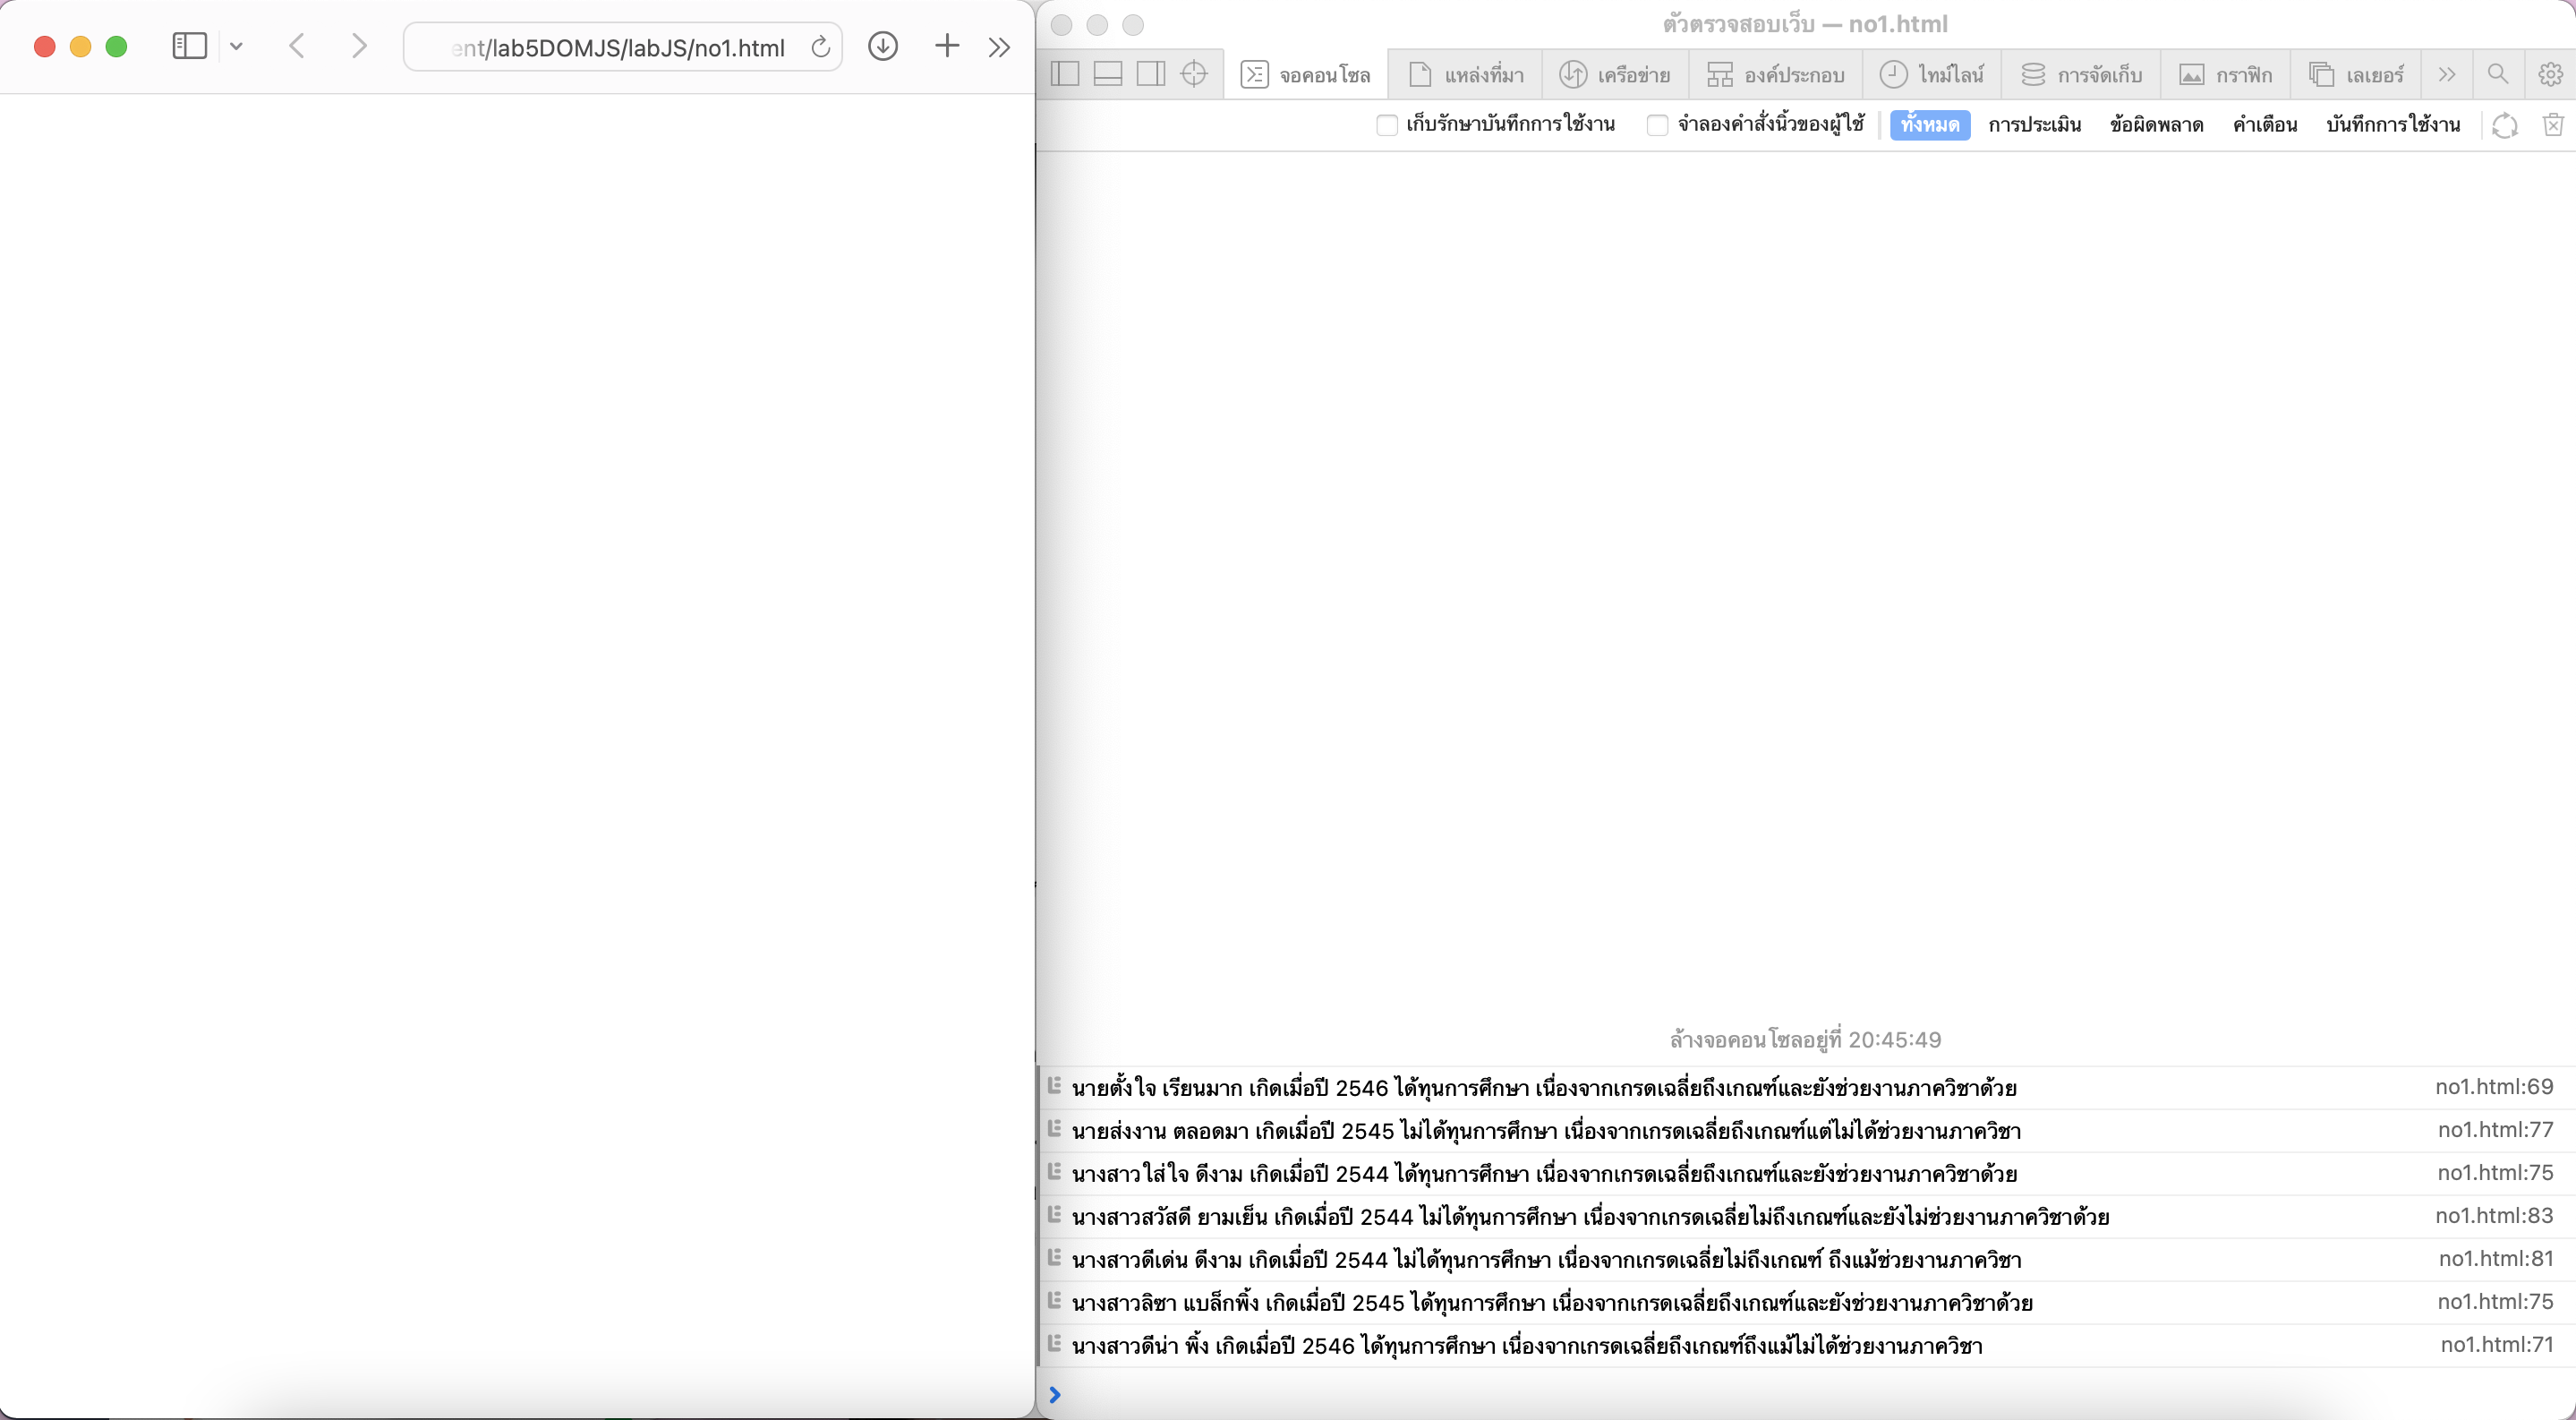 ent/lab5DOMJS/labJS/no1.html
ตัวตรวจสอบเว็บ — no1.html
จอคอนโซล แหล่งที่มา เครือข่าย องค์ประกอบ ไทม์ไลน์ การจัดเก็บ กราฟิก เลเยอร์
เก็บรักษาบันทึกการใช้งาน จำลองคำสั่งนิ้วของผู้ใช้ ทั้งหมด การประเมิน ข้อผิดพลาด คำเตือน บันทึกการใช้งาน
ล้างจอคอนโซลอยู่ที่ 20:45:49
นายตั้งใจ เรียนมาก เกิดเมื่อปี 2546 ได้ทุนการศึกษา เนื่องจากเกรดเฉลี่ยถึงเกณฑ์และยังช่วยงานภาควิชาด้วย no1.html:69
นายส่งงาน ตลอดมา เกิดเมื่อปี 2545 ไม่ได้ทุนการศึกษา เนื่องจากเกรดเฉลี่ยถึงเกณฑ์แต่ไม่ได้ช่วยงานภาควิชา no1.html:77
นางสาวใส่ใจ ดีงาม เกิดเมื่อปี 2544 ได้ทุนการศึกษา เนื่องจากเกรดเฉลี่ยถึงเกณฑ์และยังช่วยงานภาควิชาด้วย no1.html:75
นางสาวสวัสดี ยามเย็น เกิดเมื่อปี 2544 ไม่ได้ทุนการศึกษา เนื่องจากเกรดเฉลี่ยไม่ถึงเกณฑ์และยังไม่ช่วยงานภาควิชาด้วย no1.html:83
นางสาวดีเด่น ดีงาม เกิดเมื่อปี 2544 ไม่ได้ทุนการศึกษา เนื่องจากเกรดเฉลี่ยไม่ถึงเกณฑ์ ถึงแม้ช่วยงานภาควิชา no1.html:81
นางสาวลิซา แบล็กพิ้ง เกิดเมื่อปี 2545 ได้ทุนการศึกษา เนื่องจากเกรดเฉลี่ยถึงเกณฑ์และยังช่วยงานภาควิชาด้วย no1.html:75
นางสาวดีน่า พิ้ง เกิดเมื่อปี 2546 ได้ทุนการศึกษา เนื่องจากเกรดเฉลี่ยถึงเกณฑ์ถึงแม้ไม่ได้ช่วยงานภาควิชา no1.html:71